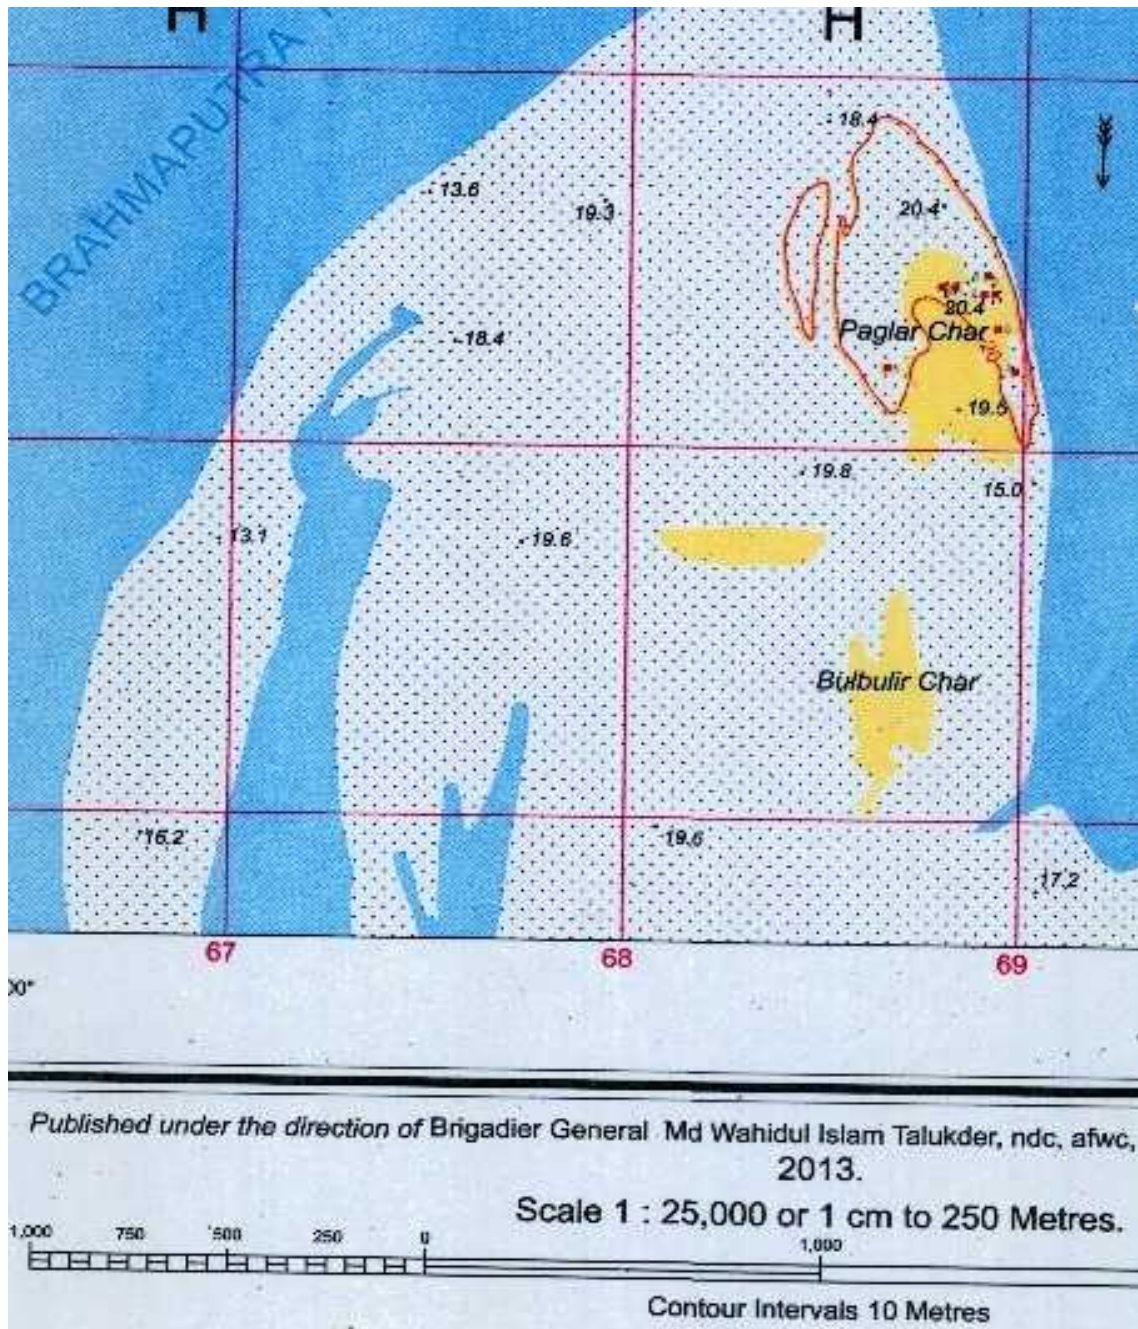 H H
BRAHMAPUTRA
18.4
13.6
19.3
20.4
20.4
Paglar Char
18.4
19.5
19.8
15.0
13.1
19.6
Bulbulir Char
16.2
19.6
17.2
67 68 69
00"
Published under the direction of Brigadier General Md Wahidul Islam Talukder, ndc, afwc,
2013.
Scale 1 : 25,000 or 1 cm to 250 Metres.
1,000 750 500 250 0 1,000
Contour Intervals 10 Metres